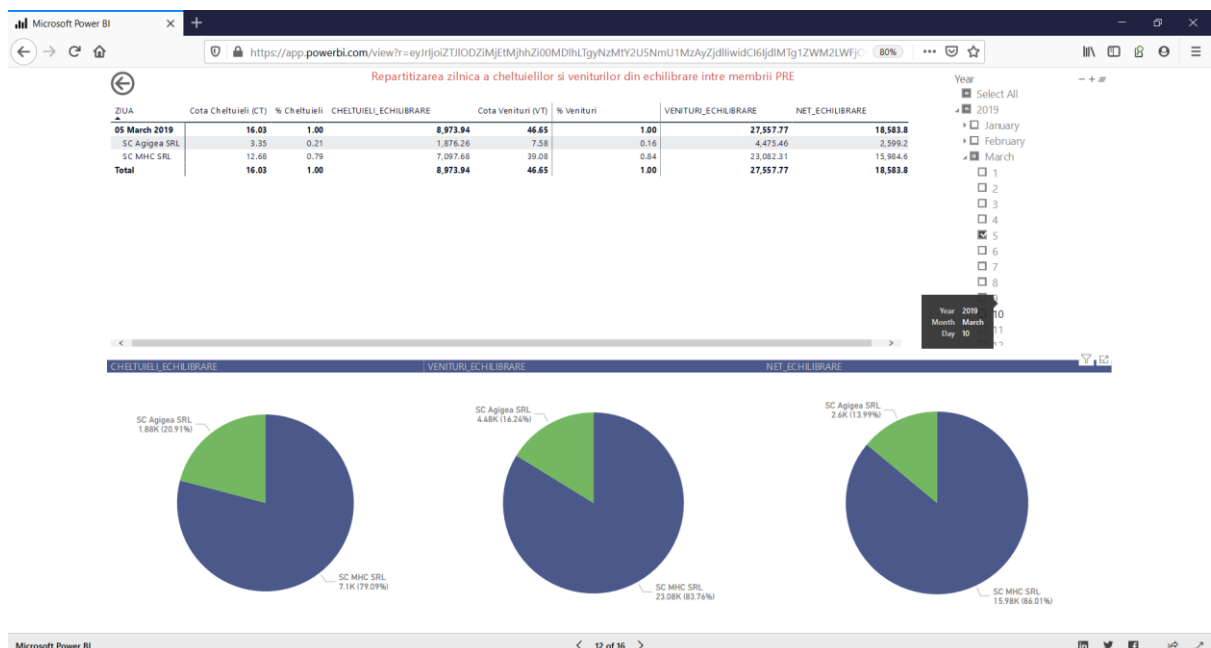 Microsoft Power BI
80%
Repartitizarea zilnica a cheltuielilor si veniturilor din echilibrare intre membrii PRE
ZIUA Cota Cheltuieli (CT) % Cheltuieli CHELTUIELI_ECHILIBRARE Cota Venituri (VT) % Venituri VENITURI_ECHILIBRARE NET_ECHILIBRARE
05 March 2019 16.03 1.00 8,973.94 46.65 1.00 27,557.77 18,583.8
SC Agigea SRL 3.35 0.21 1,876.26 7.58 0.16 4,475.46 2,599.2
SC MHC SRL 12.68 0.79 7,097.68 39.08 0.84 23,082.31 15,984.6
Total 16.03 1.00 8,973.94 46.65 1.00 27,557.77 18,583.8
Year
Select All
2019
January
February
March
1
2
3
4
5
6
7
8
10
11
Year 2019
Month March
Day 10
CHELTUIELI_ECHILIBRARE VENITURI_ECHILIBRARE NET_ECHILIBRARE
SC Agigea SRL
1.88K (20.91%)
SC MHC SRL
7.1K (79.09%)
SC Agigea SRL
4.48K (16.24%)
SC MHC SRL
23.08K (83.76%)
SC Agigea SRL
2.6K (13.99%)
SC MHC SRL
15.98K (86.01%)
Microsoft Power BI
12 of 16